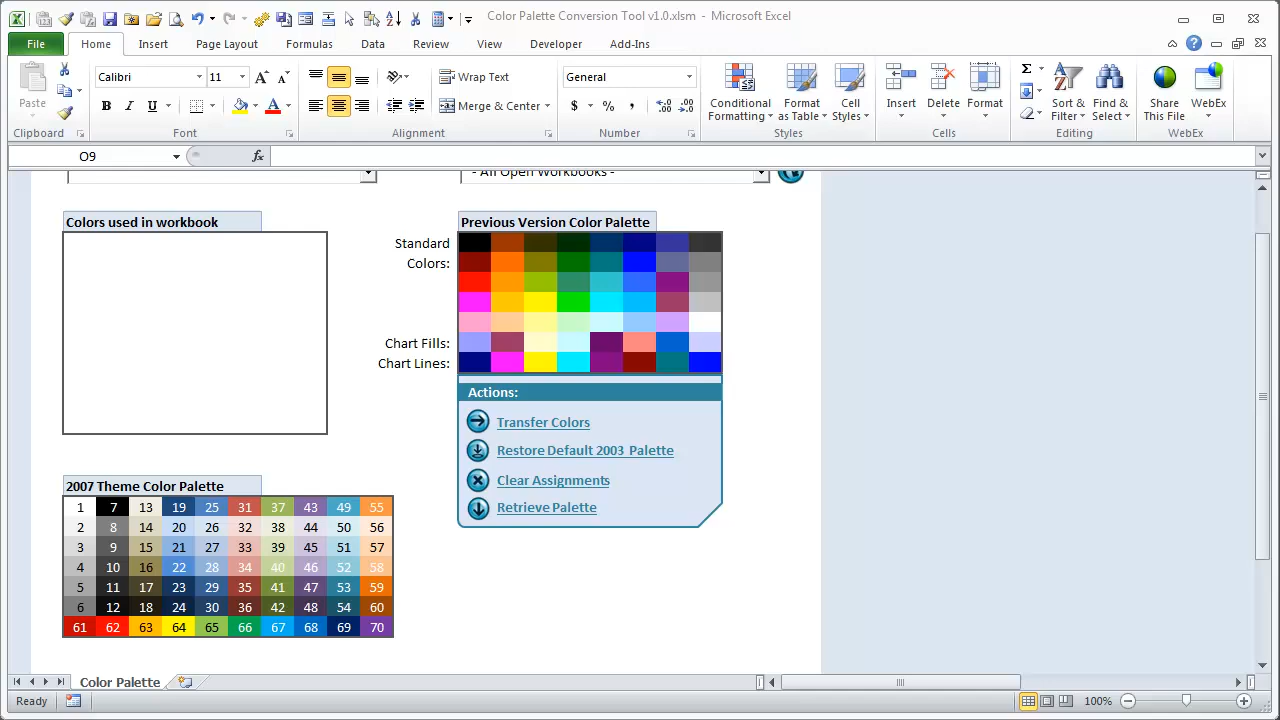 Color Palette Conversion Tool v1.0.xlsm - Microsoft Excel
File Home Insert Page Layout Formulas Data Review View Developer Add-Ins
Paste
Calibri 11
Wrap Text
General
Merge & Center
$ % ,
B I U
Conditional Formatting
Format as Table
Cell Styles
Insert
Delete
Format
Sort & Filter
Find & Select
Share This File
WebEx
Clipboard Font Alignment Number Styles Cells Editing WebEx
O9 fx
- All Open Workbooks -
Colors used in workbook
Previous Version Color Palette
Standard
Colors:
Chart Fills:
Chart Lines:
Actions:
Transfer Colors
Restore Default 2003 Palette
Clear Assignments
Retrieve Palette
2007 Theme Color Palette
1 7 13 19 25 31 37 43 49 55
2 8 14 20 26 32 38 44 50 56
3 9 15 21 27 33 39 45 51 57
4 10 16 22 28 34 40 46 52 58
5 11 17 23 29 35 41 47 53 59
6 12 18 24 30 36 42 48 54 60
61 62 63 64 65 66 67 68 69 70
Color Palette
Ready
100%